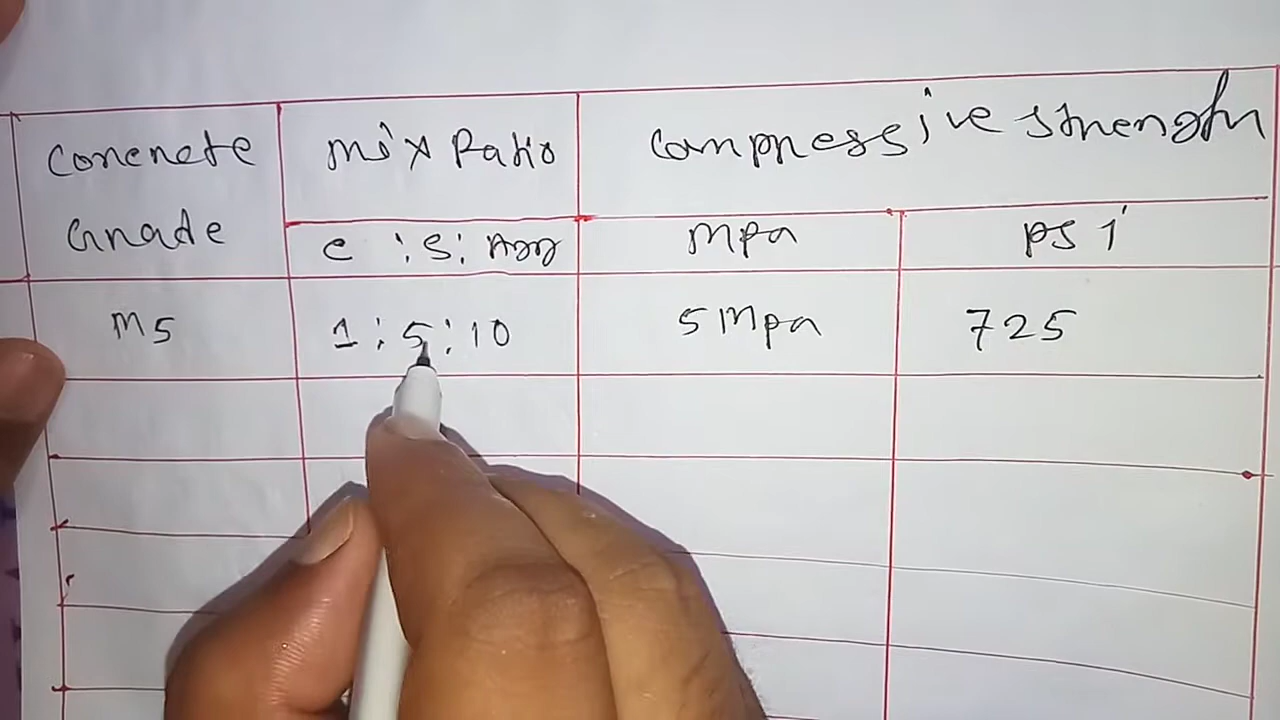 Concrete Grade
Mix Ratio
Compressive Strength
C : S : Agg
Mpa
Psi
M5
1 : 5 : 10
5 Mpa
725